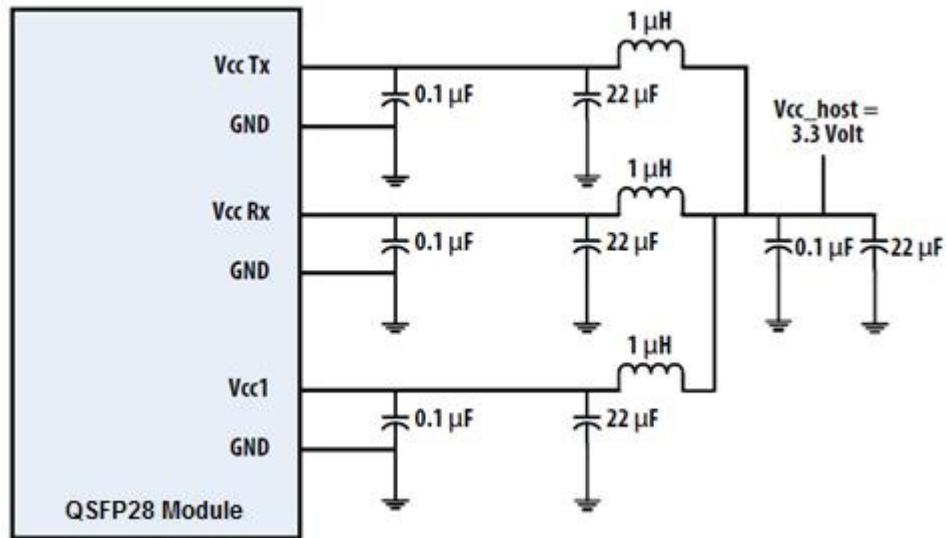 1 µH
Vcc Tx
0.1 µF
22 µF
GND
Vcc_host =
3.3 Volt
1 µH
Vcc Rx
0.1 µF
22 µF
0.1 µF
22 µF
GND
1 µH
Vcc1
0.1 µF
22 µF
GND
QSFP28 Module